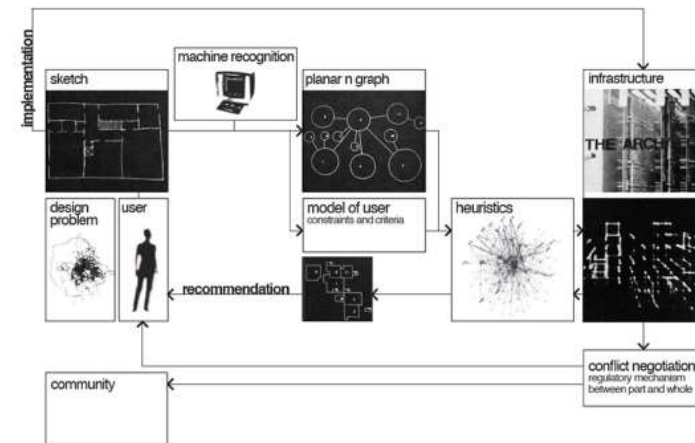 implementation
sketch
machine recognition
planar n graph
infrastructure
THE ARCH
design
problem
user
model of user
constraints and criteria
heuristics
recommendation
community
conflict negotiation
regulatory mechanism
between part and whole